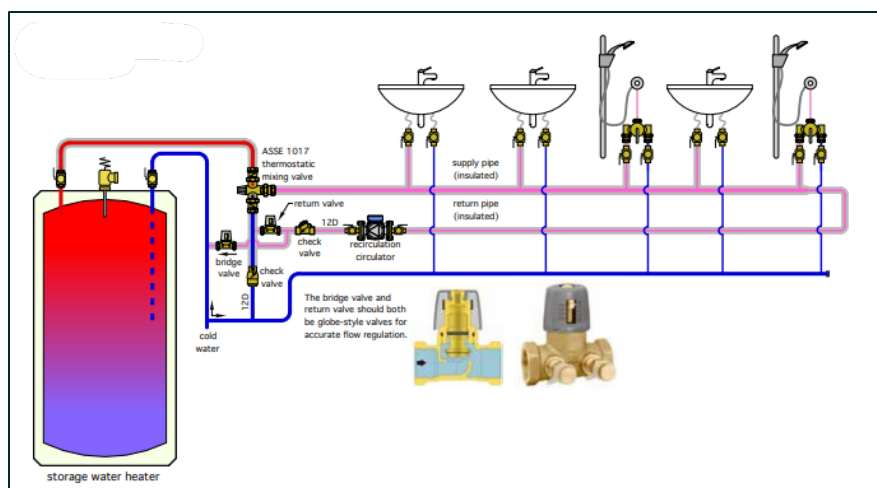 ASSE 1017
thermostatic
mixing valve
supply pipe
(insulated)
return valve
return pipe
(insulated)
12D
bridge
valve
check
valve
recirculation
circulator
check
valve
12D
The bridge valve and
return valve should both
be globe-style valves for
accurate flow regulation.
cold
water
storage water heater